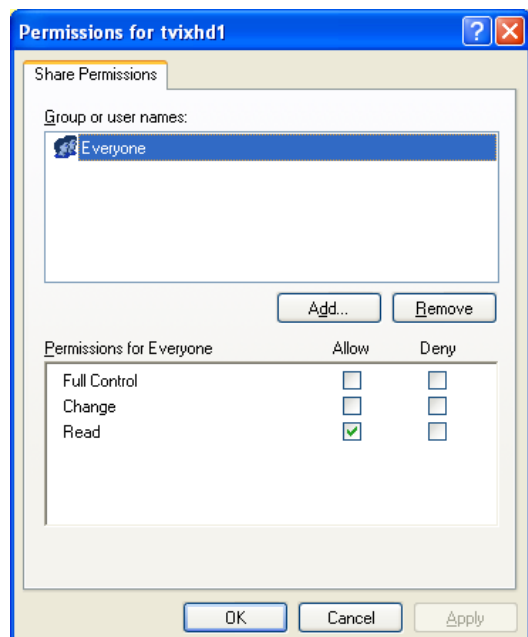 Permissions for tvixhd1
Share Permissions
Group or user names:
Everyone
Add... Remove
Permissions for Everyone Allow Deny
Full Control
Change
Read
OK Cancel Apply